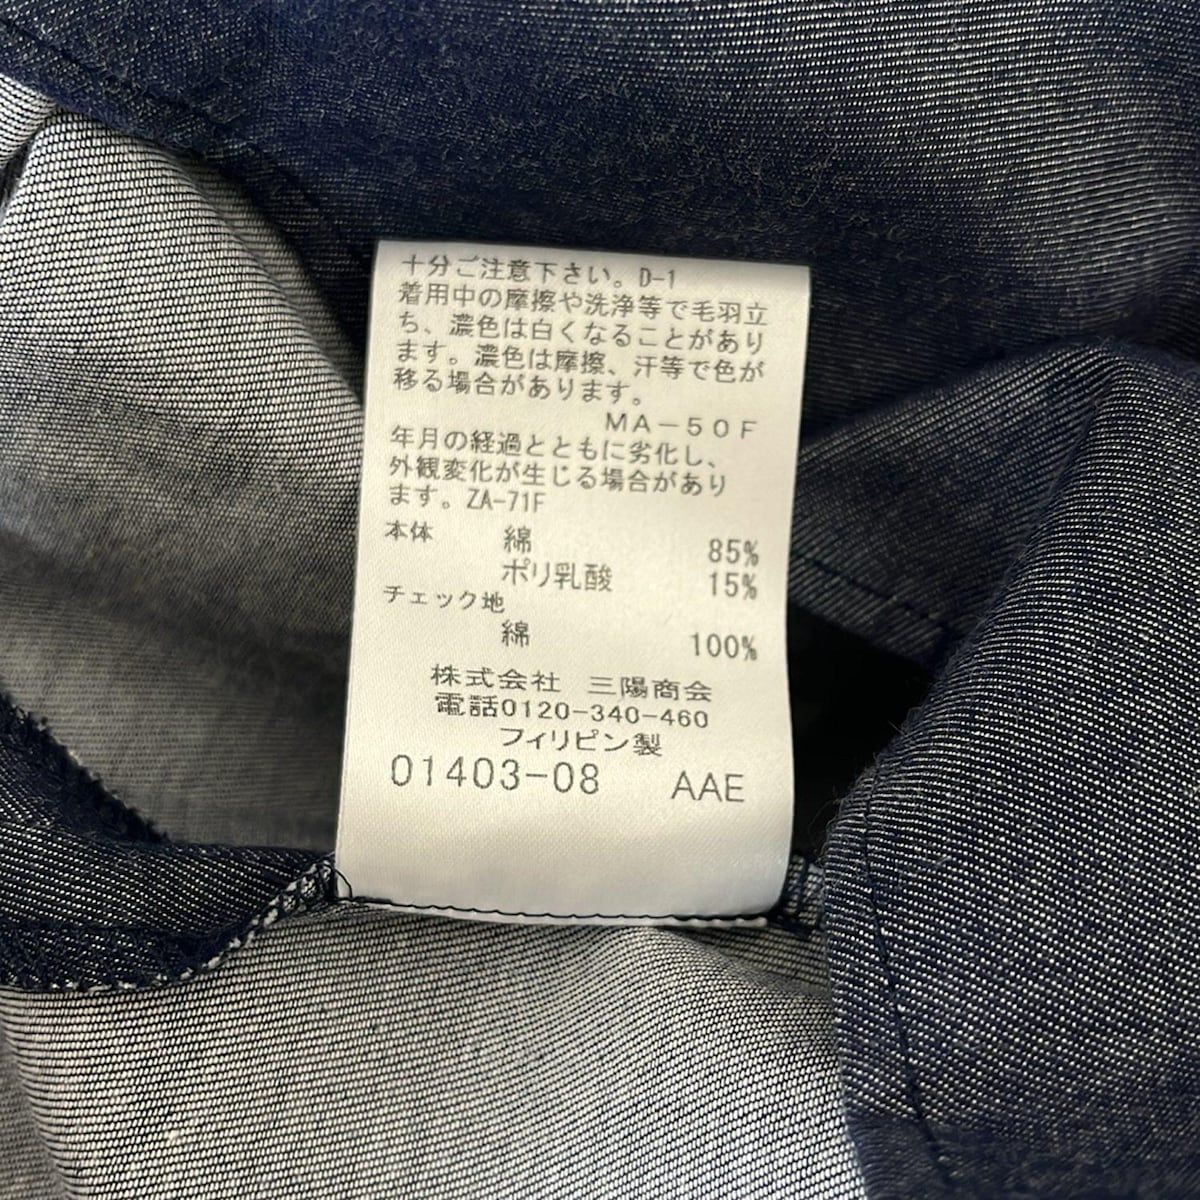 十分ご注意下さい。D-1
着用中の摩擦や洗浄等で毛羽立
ち、濃色は白くなることがあり
ます。濃色は摩擦、汗等で色が
移る場合があります。
MA-50F
年月の経過とともに劣化し、
外観変化が生じる場合があり
ます。ZA-71F
本体 綿 85%
ポリ乳酸 15%
チェック地
綿 100%
株式会社 三陽商会
電話0120-340-460
フィリピン製
01403-08 AAE